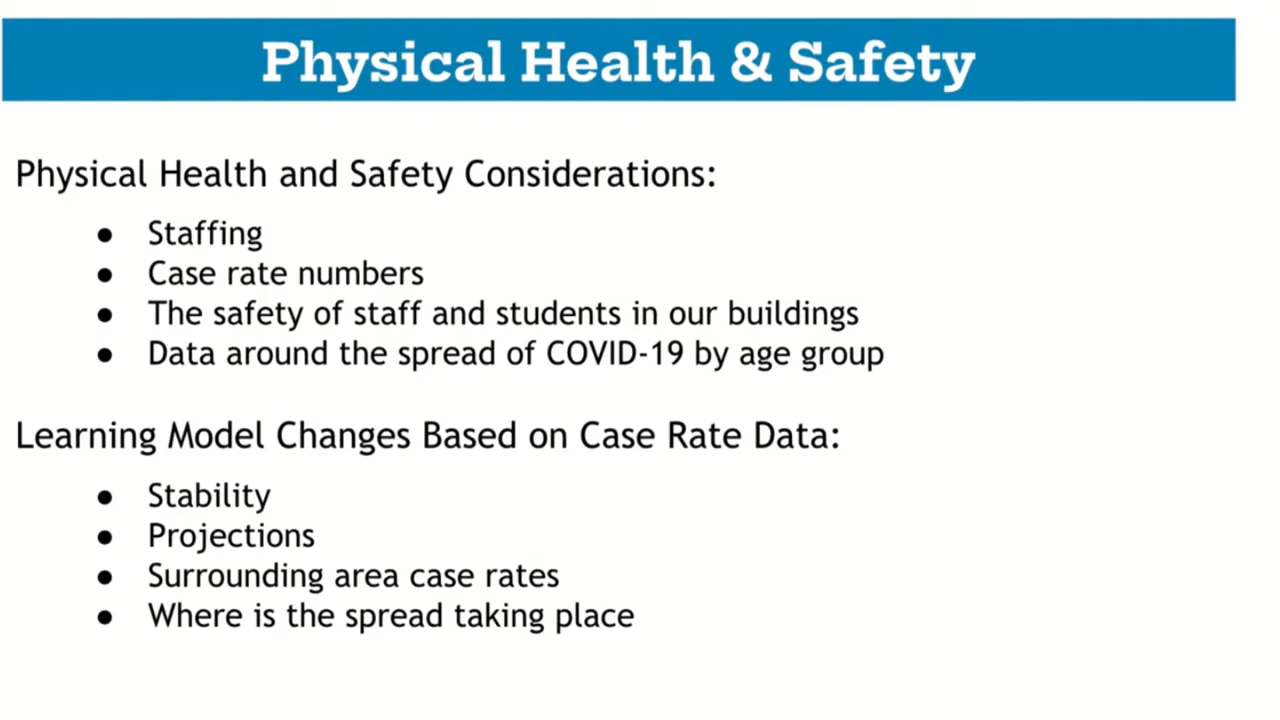 Physical Health & Safety
Physical Health and Safety Considerations:
● Staffing
● Case rate numbers
● The safety of staff and students in our buildings
● Data around the spread of COVID-19 by age group
Learning Model Changes Based on Case Rate Data:
● Stability
● Projections
● Surrounding area case rates
● Where is the spread taking place